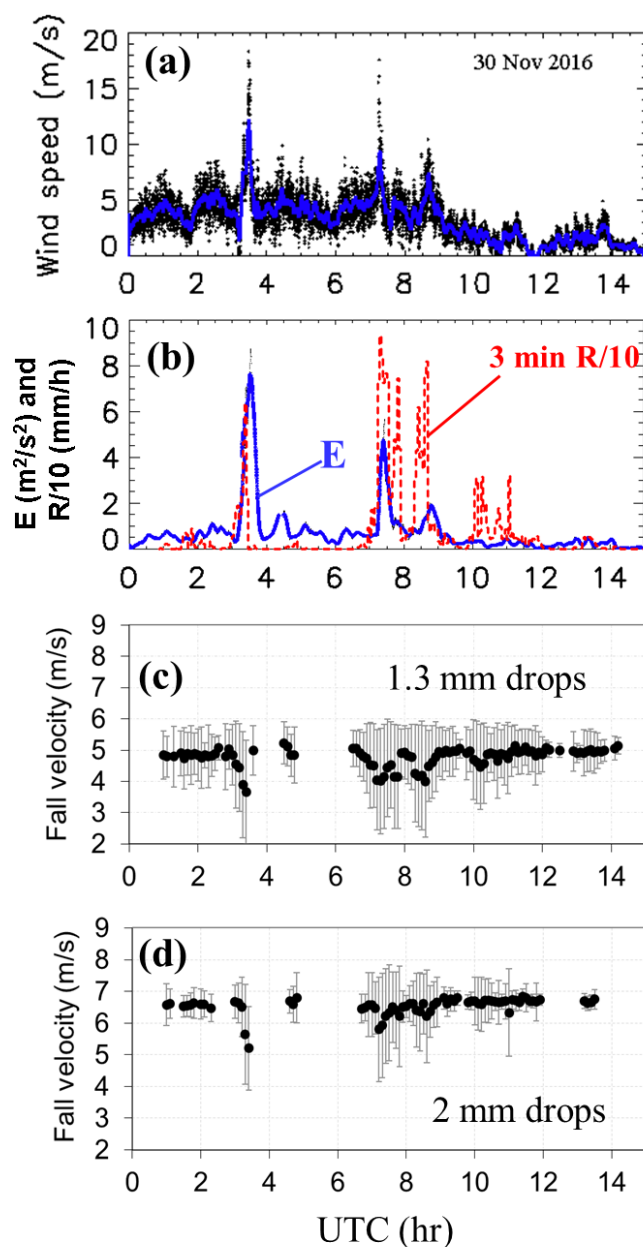 20
(a)
30 Nov 2016
15
10
5
0
Wind speed (m/s)
0 2 4 6 8 10 12 14
10
(b)
3 min R/10
8
6
E
4
2
0
E (m²/s²) and
R/10 (mm/h)
0 2 4 6 8 10 12 14
9
(c)
1.3 mm drops
8
7
6
5
4
3
2
Fall velocity (m/s)
0 2 4 6 8 10 12 14
9
(d)
8
7
6
5
4
3
2 mm drops
2
Fall velocity (m/s)
0 2 4 6 8 10 12 14
UTC (hr)